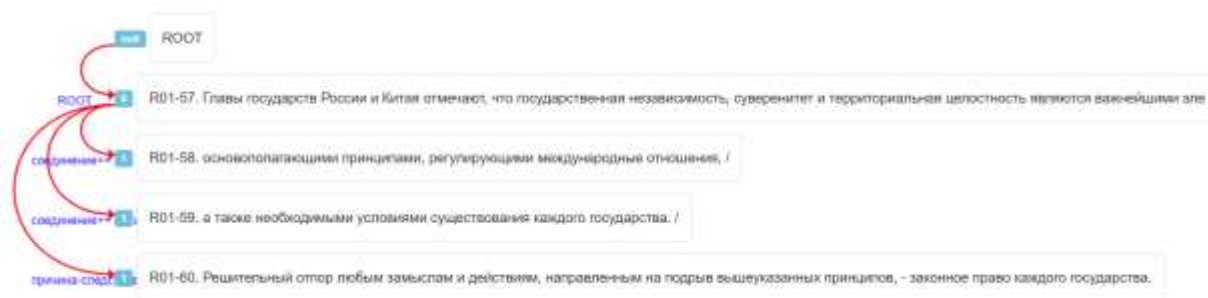 ROOT
ROOT R01-57. Главы государств России и Китая отмечают, что государственная независимость, суверенитет и территориальная целостность являются важнейшими эле
соединение++ R01-58. основополагающими принципами, регулирующими международные отношения, /
соединение++ R01-59. а также необходимыми условиями существования каждого государства. /
причина-след R01-60. Решительный отпор любым замыслам и действиям, направленным на подрыв вышеуказанных принципов, - законное право каждого государства.